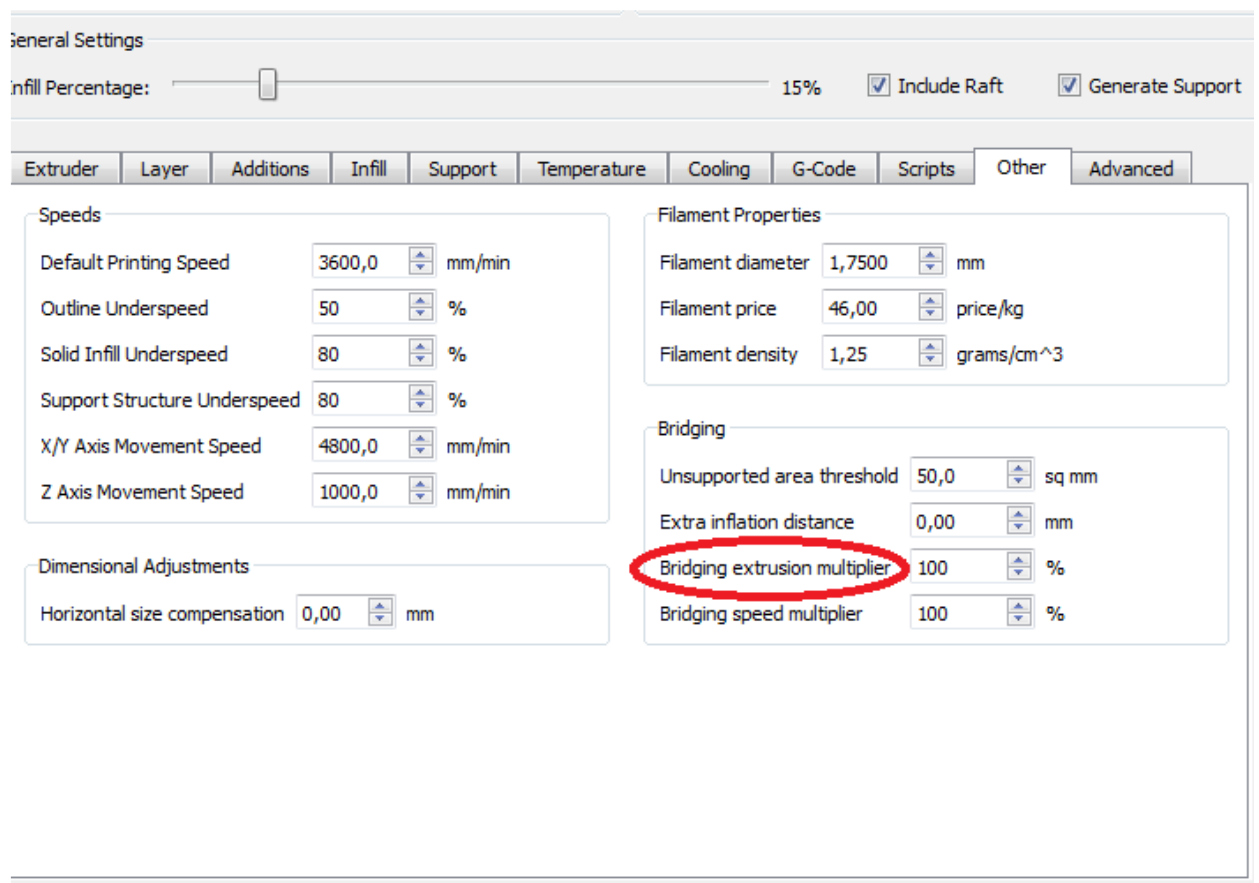 General Settings
Infill Percentage: 15% Include Raft Generate Support
Extruder Layer Additions Infill Support Temperature Cooling G-Code Scripts Other Advanced
Speeds
Default Printing Speed 3600,0 mm/min
Outline Underspeed 50 %
Solid Infill Underspeed 80 %
Support Structure Underspeed 80 %
X/Y Axis Movement Speed 4800,0 mm/min
Z Axis Movement Speed 1000,0 mm/min
Dimensional Adjustments
Horizontal size compensation 0,00 mm
Filament Properties
Filament diameter 1,7500 mm
Filament price 46,00 price/kg
Filament density 1,25 grams/cm^3
Bridging
Unsupported area threshold 50,0 sq mm
Extra inflation distance 0,00 mm
Bridging extrusion multiplier 100 %
Bridging speed multiplier 100 %